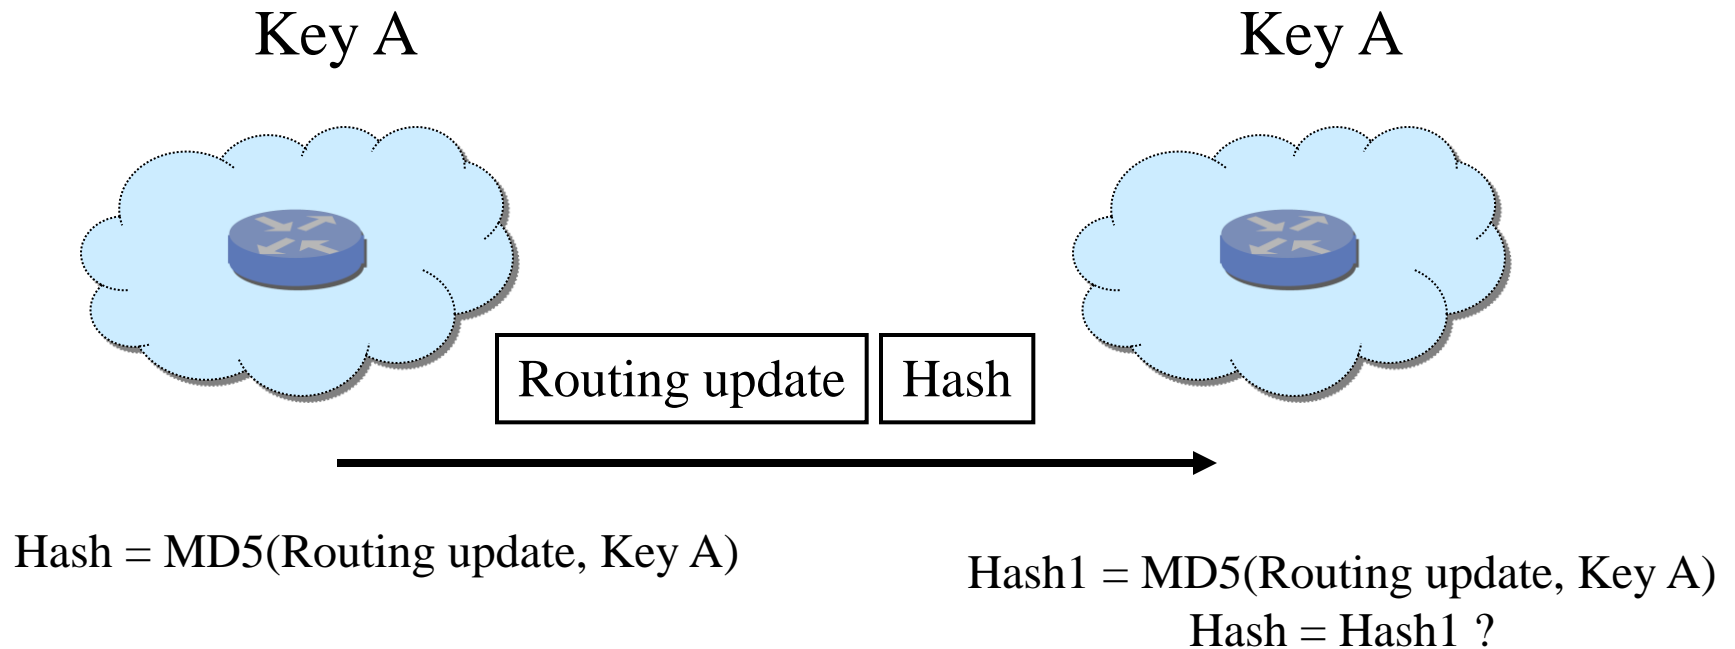 Key A
Key A
Routing update
Hash
Hash = MD5(Routing update, Key A)
Hash1 = MD5(Routing update, Key A)
Hash = Hash1 ?